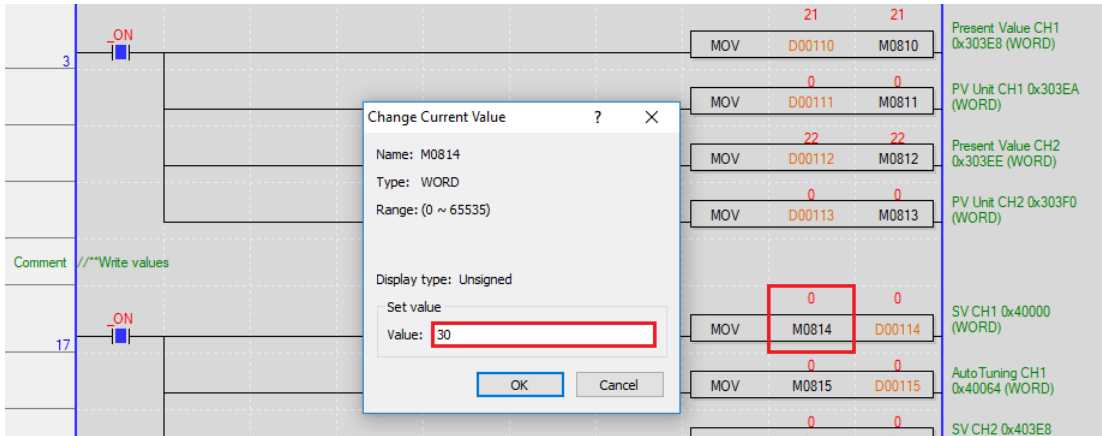 21 21
_ON
MOV D00110 M0810
Present Value CH1
0x303E8 (WORD)
3
0 0
MOV D00111 M0811
PV Unit CH1 0x303EA
(WORD)
22 22
MOV D00112 M0812
Present Value CH2
0x303EE (WORD)
0 0
MOV D00113 M0813
PV Unit CH2 0x303F0
(WORD)
Comment //**Write values
0 0
_ON
MOV M0814 D00114
SV CH1 0x40000
(WORD)
17
0 0
MOV M0815 D00115
AutoTuning CH1
0x40064 (WORD)
0 0
SV CH2 0x403E8
Change Current Value ? X
Name: M0814
Type: WORD
Range: (0 ~ 65535)
Display type: Unsigned
Set value
Value: 30
OK Cancel